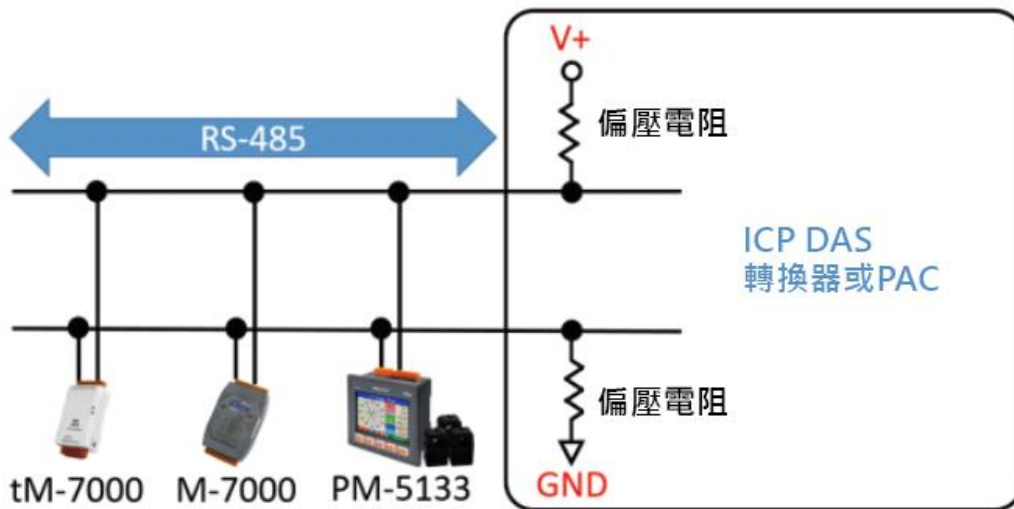 V+
偏壓電阻
RS-485
ICP DAS
轉換器或PAC
偏壓電阻
tM-7000
M-7000
PM-5133
GND